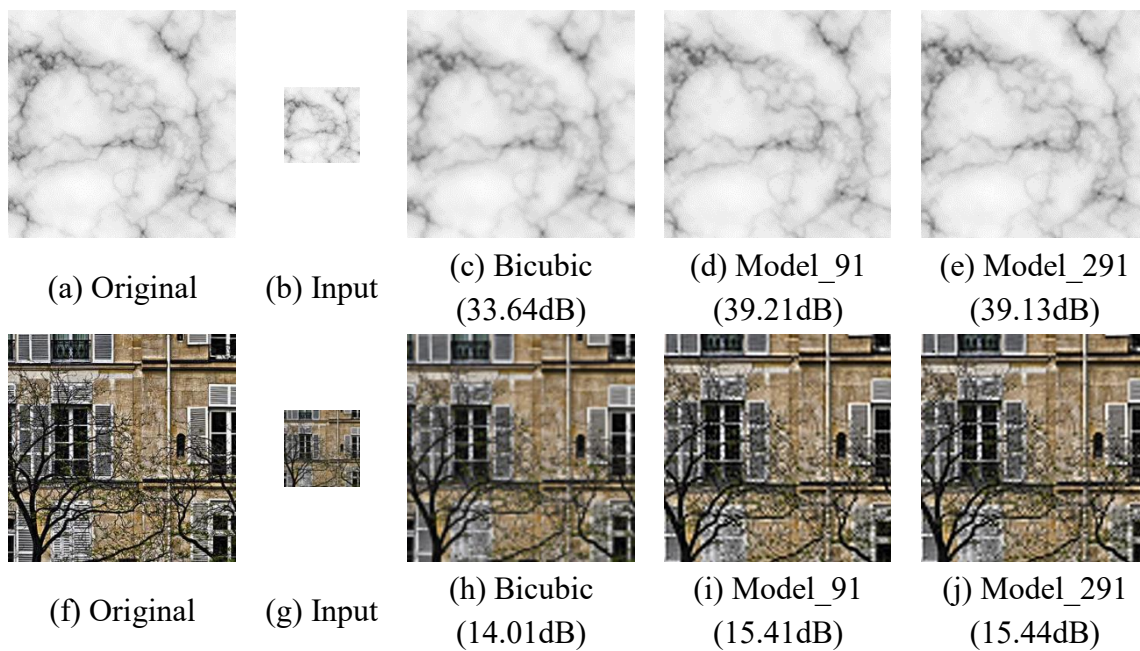 (a) Original
(b) Input
(c) Bicubic
(33.64dB)
(d) Model_91
(39.21dB)
(e) Model_291
(39.13dB)
(f) Original
(g) Input
(h) Bicubic
(14.01dB)
(i) Model_91
(15.41dB)
(j) Model_291
(15.44dB)